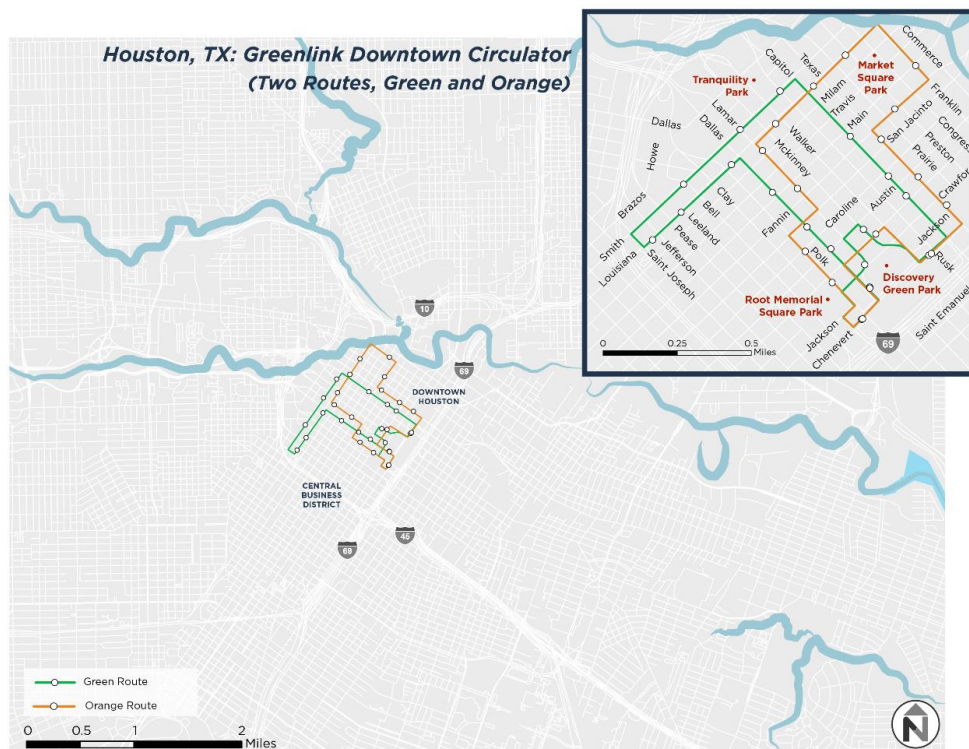 Houston, TX: Greenlink Downtown Circulator
(Two Routes, Green and Orange)
Commerce
Texas
Capitol
Market
Square
Park
Tranquility
Park
Milam
Franklin
Travis
Main
San Jacinto
Lamar
Dallas
Dallas
Congress
Preston
Prairie
Walker
Mckinney
Howe
Crawfor
Austin
Clay
Bell
Brazos
Caroline
Fannin
Leeland
Pease
Jackson
Smith
Louisiana
Jefferson
Saint Joseph
Polk
Rusk
Discovery
Green Park
Root Memorial
Square Park
Saint Emanuel
Jackson
Chenevert
69
0 0.25 0.5
Miles
10
69
DOWNTOWN
HOUSTON
CENTRAL
BUSINESS
DISTRICT
69
45
Green Route
Orange Route
0 0.5 1 2
Miles
N